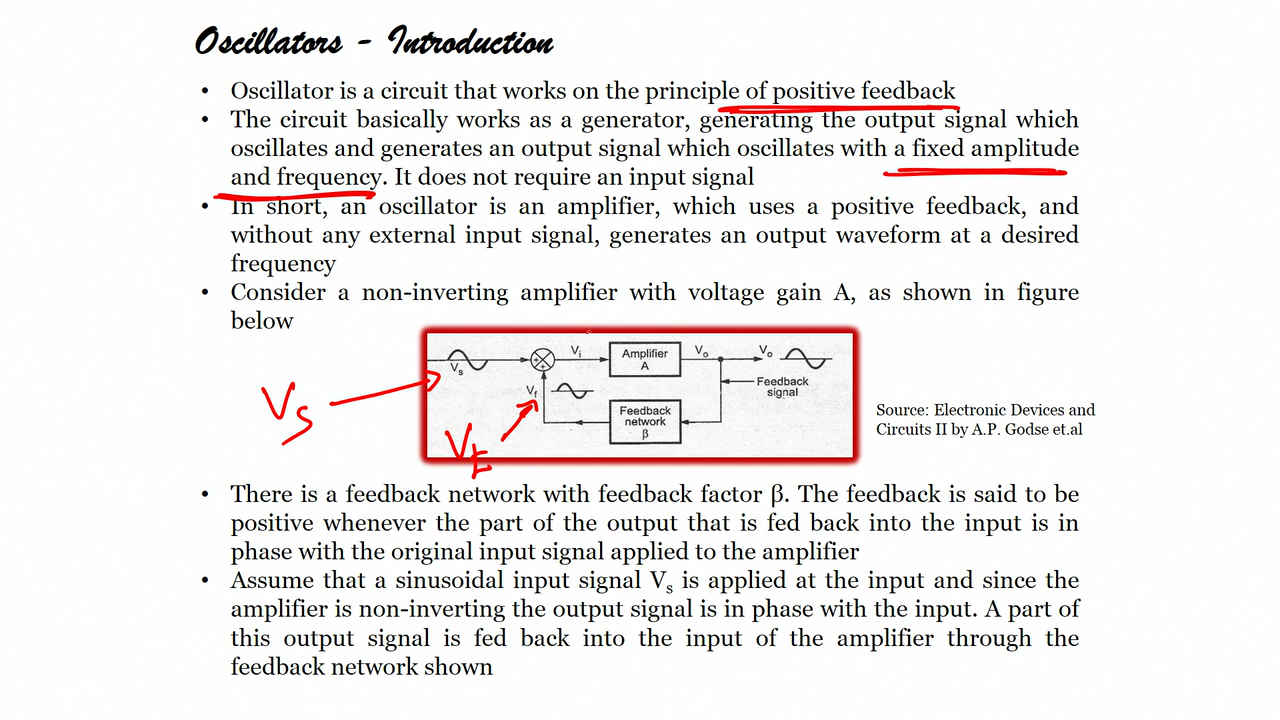 Oscillators - Introduction
• Oscillator is a circuit that works on the principle of positive feedback
• The circuit basically works as a generator, generating the output signal which
oscillates and generates an output signal which oscillates with a fixed amplitude
and frequency. It does not require an input signal
• In short, an oscillator is an amplifier, which uses a positive feedback, and
without any external input signal, generates an output waveform at a desired
frequency
• Consider a non-inverting amplifier with voltage gain A, as shown in figure
below
Vs
Vi
Amplifier
A
Vo
Vo
Vf
Feedback
signal
Feedback
network
β
Vs
Vf
Source: Electronic Devices and
Circuits II by A.P. Godse et.al
• There is a feedback network with feedback factor β. The feedback is said to be
positive whenever the part of the output that is fed back into the input is in
phase with the original input signal applied to the amplifier
• Assume that a sinusoidal input signal Vs is applied at the input and since the
amplifier is non-inverting the output signal is in phase with the input. A part of
this output signal is fed back into the input of the amplifier through the
feedback network shown